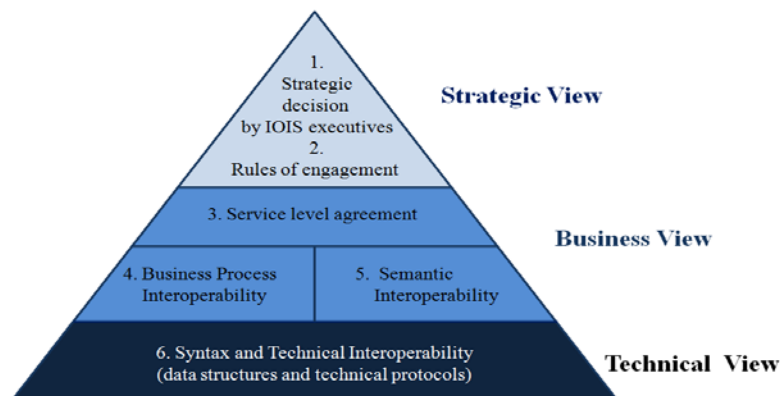 1.
Strategic
decision
by IOIS executives
2.
Rules of engagement
Strategic View
3. Service level agreement
Business View
4. Business Process
Interoperability
5. Semantic
Interoperability
6. Syntax and Technical Interoperability
(data structures and technical protocols)
Technical View